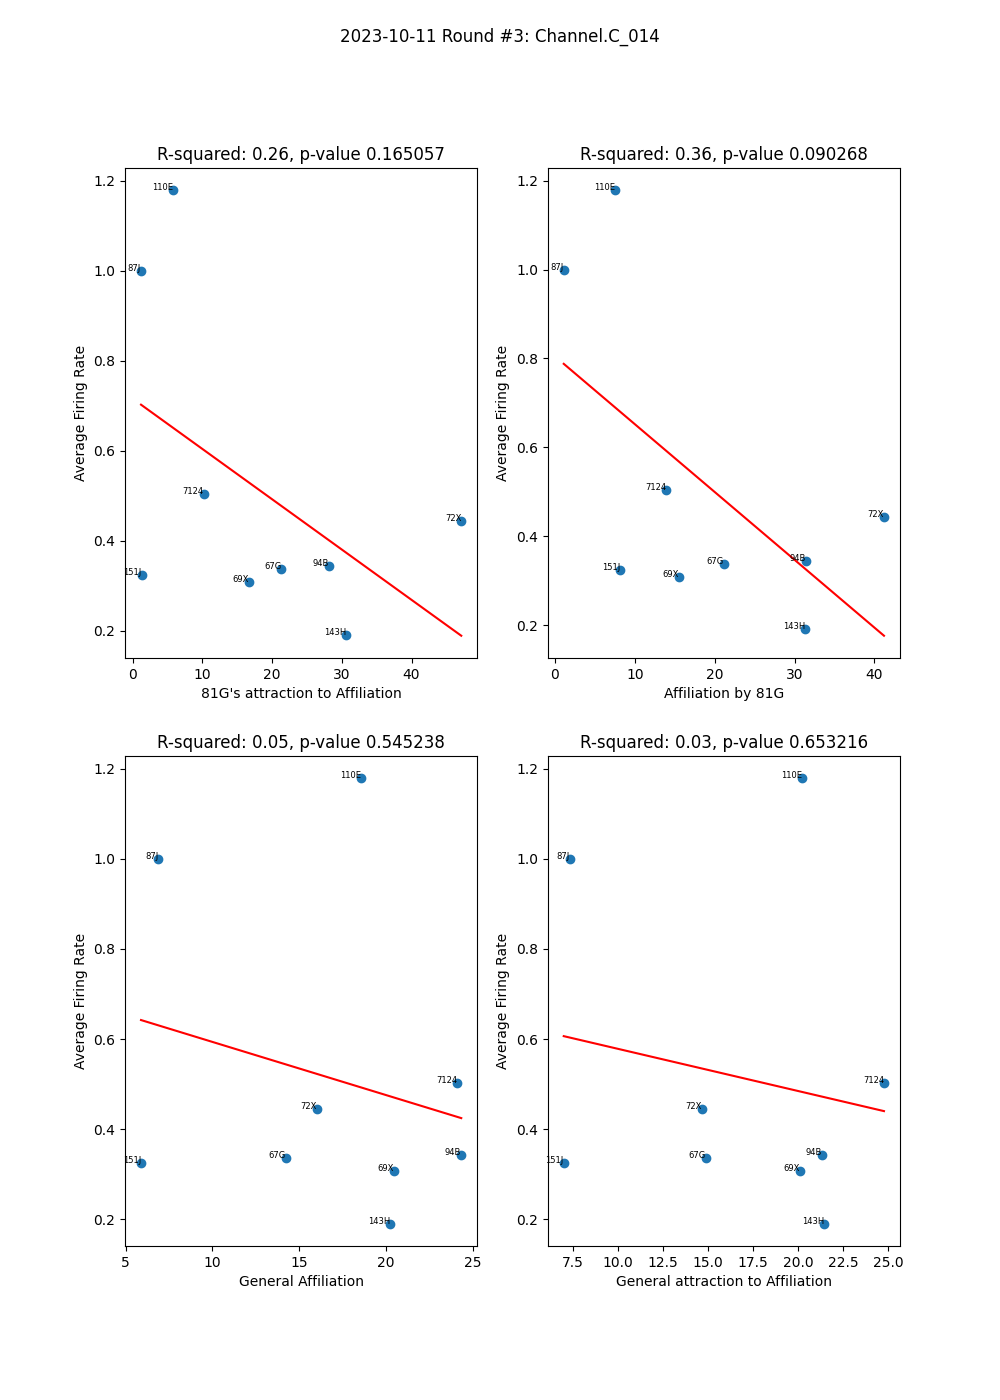 2023-10-11 Round #3: Channel.C_014
R-squared: 0.26, p-value 0.165057
1.2
1.0
0.8
0.6
0.4
0.2
Average Firing Rate
110E
87J
7124
72X
151J
69X
67G
94B
143H
0 10 20 30 40
81G's attraction to Affiliation
R-squared: 0.36, p-value 0.090268
1.2
1.0
0.8
0.6
0.4
0.2
Average Firing Rate
110E
87J
7124
72X
151J
69X
67G
94B
143H
0 10 20 30 40
Affiliation by 81G
R-squared: 0.05, p-value 0.545238
1.2
1.0
0.8
0.6
0.4
0.2
Average Firing Rate
110E
87J
7124
72X
151J
67G
69X
94B
143H
5 10 15 20 25
General Affiliation
R-squared: 0.03, p-value 0.653216
1.2
1.0
0.8
0.6
0.4
0.2
Average Firing Rate
110E
87J
7124
72X
151J
67G
69X
94B
143H
7.5 10.0 12.5 15.0 17.5 20.0 22.5 25.0
General attraction to Affiliation